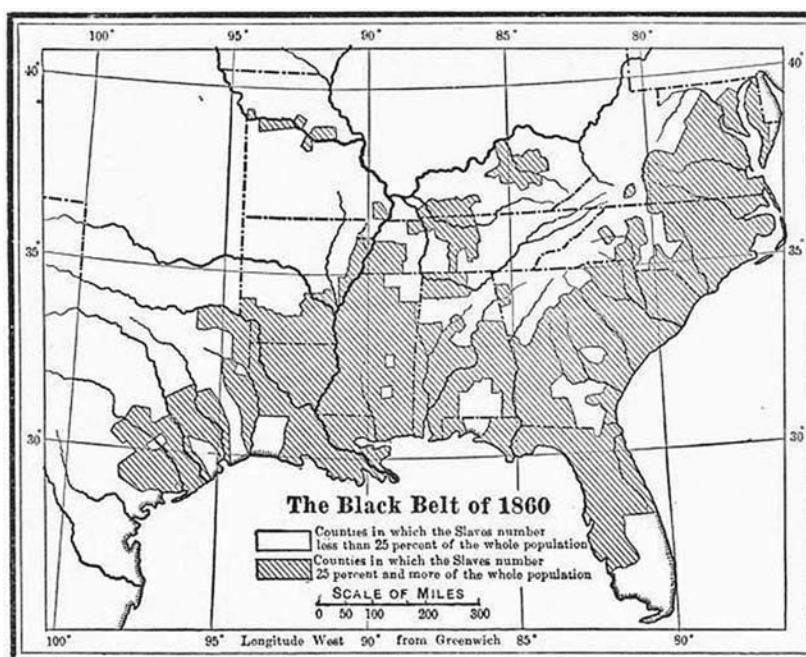 100° 95° 90° 85° 80°
40° 40°
35° 35°
30° 30°
The Black Belt of 1860
Counties in which the Slaves number
less than 25 percent of the whole population
Counties in which the Slaves number
25 percent and more of the whole population
SCALE OF MILES
0 50 100 200 300
100° 95° Longitude West 90° from Greenwich 85° 80°